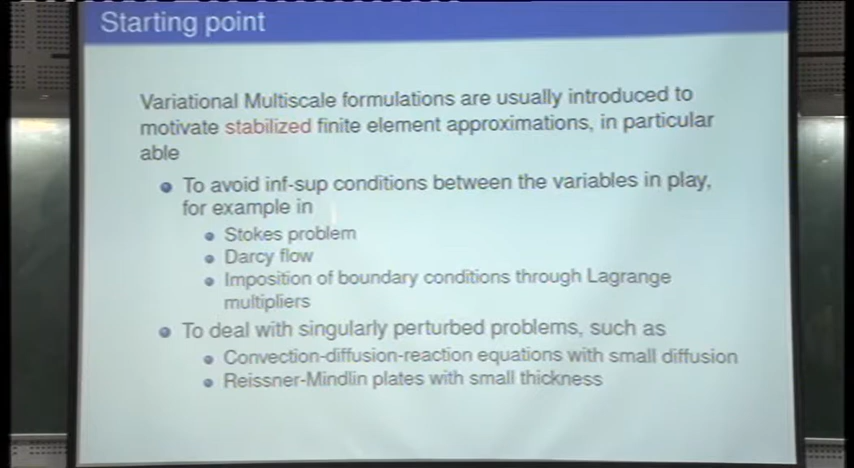 Starting point
Variational Multiscale formulations are usually introduced to
motivate stabilized finite element approximations, in particular
able
To avoid inf-sup conditions between the variables in play,
for example in
Stokes problem
Darcy flow
Imposition of boundary conditions through Lagrange
multipliers
To deal with singularly perturbed problems, such as
Convection-diffusion-reaction equations with small diffusion
Reissner-Mindlin plates with small thickness